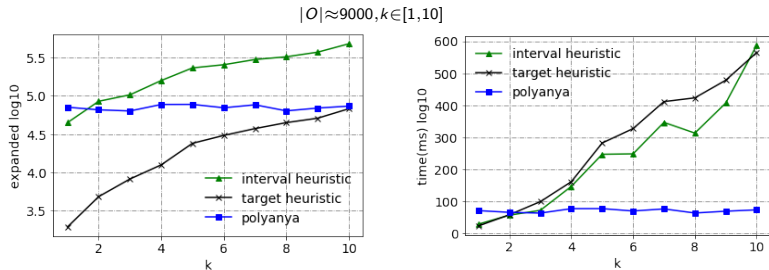 |O|≈9000,k∈[1,10]
expanded log10
5.5
5.0
4.5
4.0
3.5
interval heuristic
target heuristic
polyanya
2 4 6 8 10
k
time(ms) log10
600
500
400
300
200
100
0
interval heuristic
target heuristic
polyanya
0 2 4 6 8 10
k